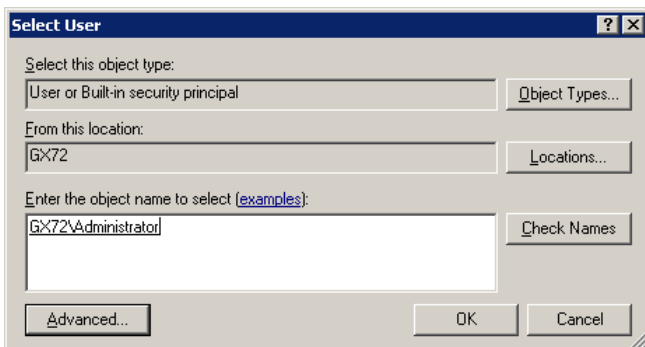 Select User
Select this object type:
User or Built-in security principal
Object Types...
From this location:
GX72
Locations...
Enter the object name to select (examples):
GX72\Administrator
Check Names
Advanced...
OK
Cancel